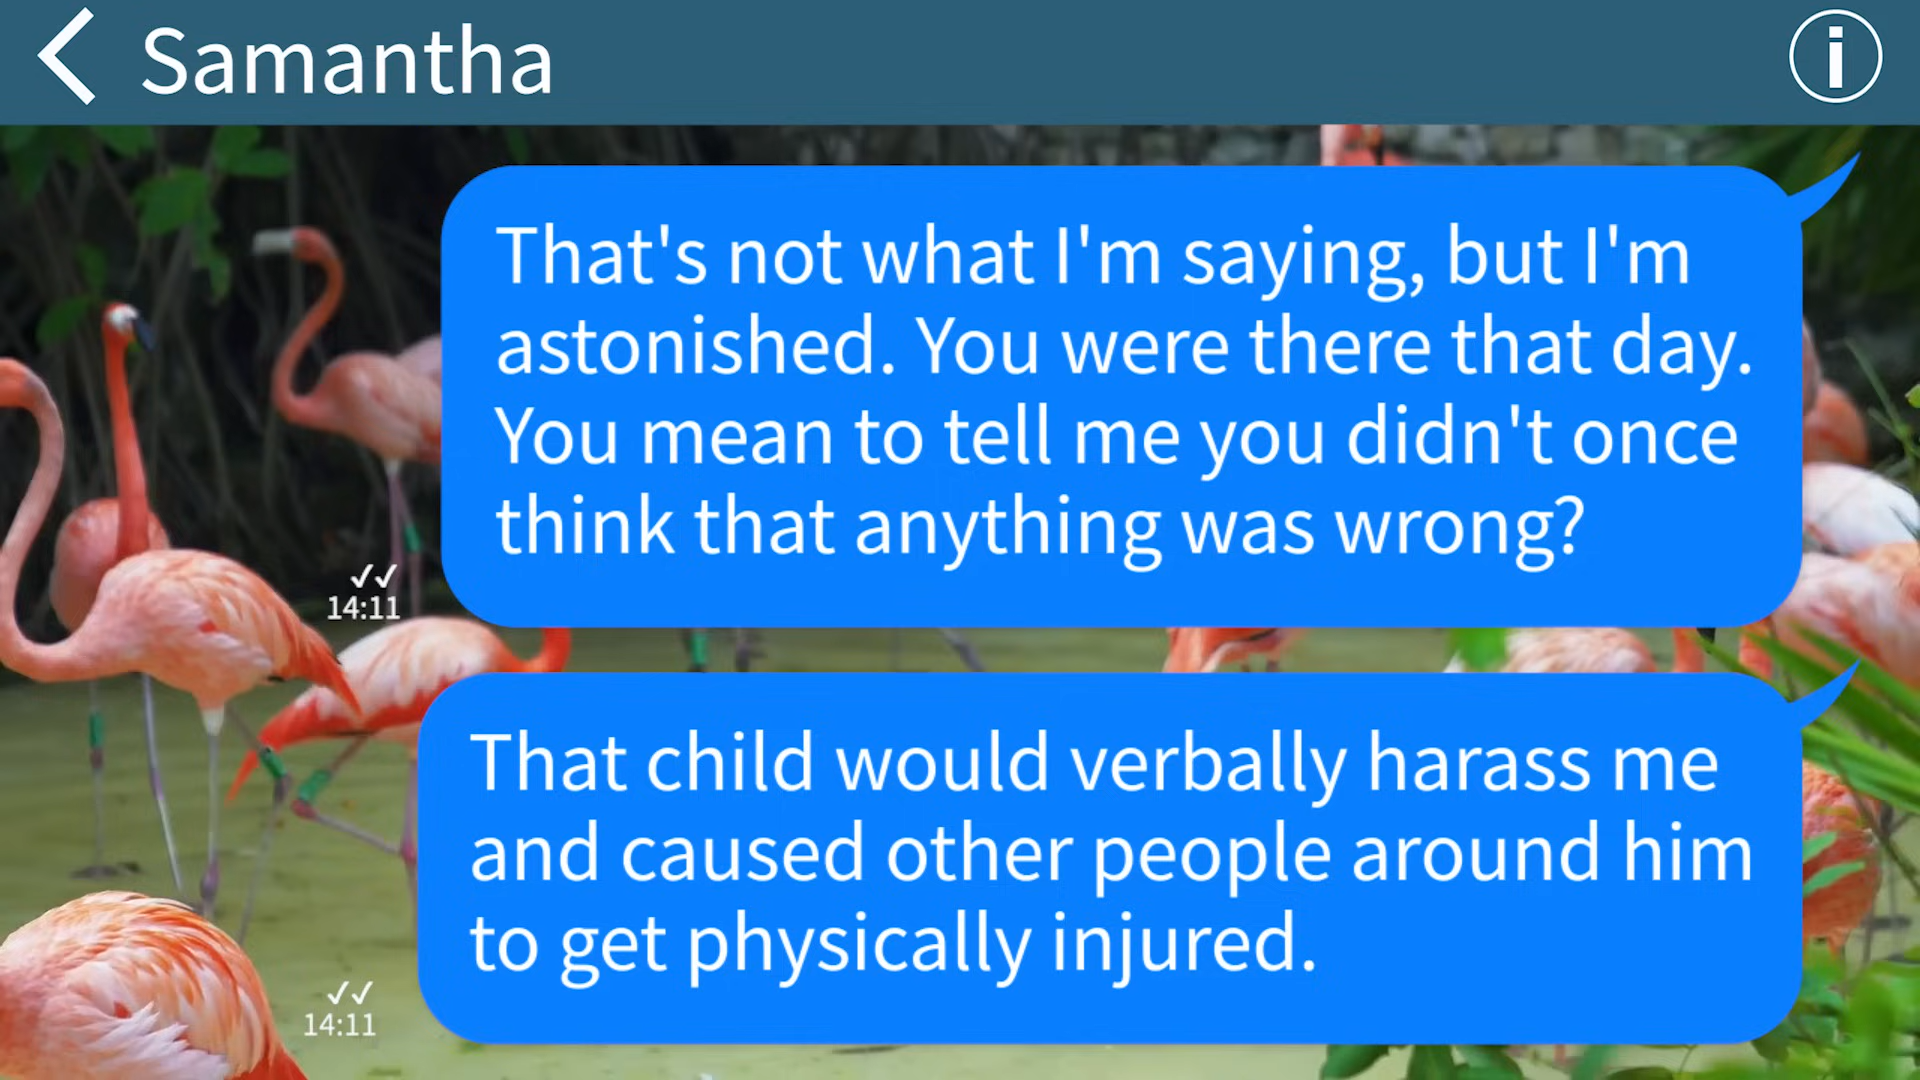 Samantha
That's not what I'm saying, but I'm
astonished. You were there that day.
You mean to tell me you didn't once
think that anything was wrong?
14:11
That child would verbally harass me
and caused other people around him
to get physically injured.
14:11